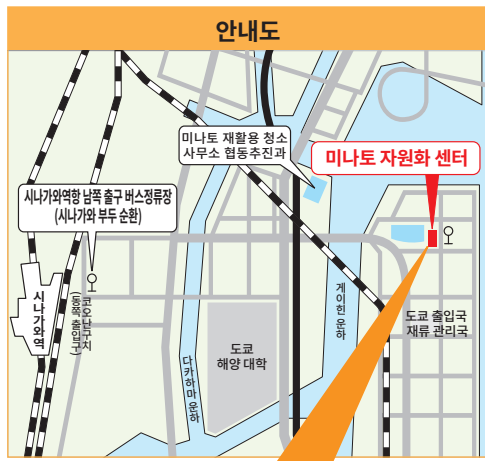 안내도
미나토 재활용 청소
사무소 협동추진과
미나토 자원화 센터
시나가와역항 남쪽 출구 버스정류장
(시나가와 부두 순환)
시나가와역
코오난구치
(동쪽 출입구)
다카하마 운하
도쿄
해양 대학
게이힌 운하
도쿄 출입국
재류 관리국